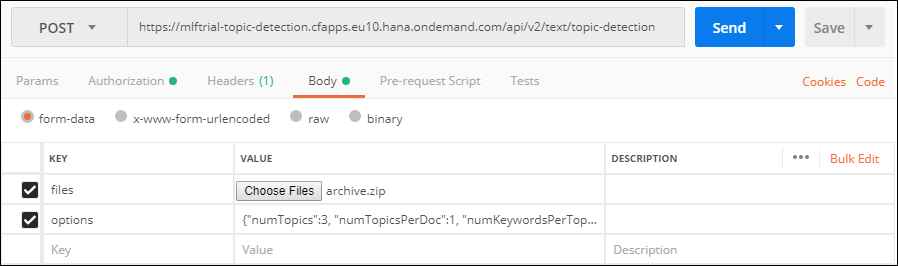 POST https://mlftrial-topic-detection.cfapps.eu10.hana.ondemand.com/api/v2/text/topic-detection Send Save
Params Authorization Headers (1) Body Pre-request Script Tests Cookies Code
form-data x-www-form-urlencoded raw binary
KEY VALUE DESCRIPTION ••• Bulk Edit
files Choose Files archive.zip
options {"numTopics":3, "numTopicsPerDoc":1, "numKeywordsPerTop...
Key Value Description